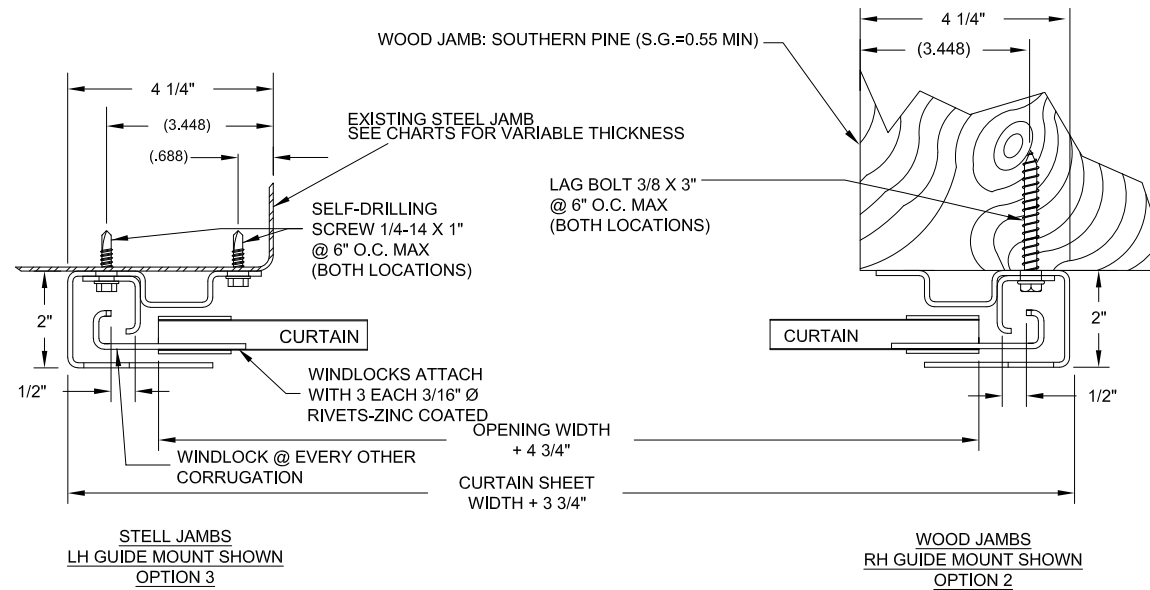 4 1/4"
WOOD JAMB: SOUTHERN PINE (S.G.=0.55 MIN)
(3.448)
4 1/4"
(3.448)
(.688)
EXISTING STEEL JAMB
SEE CHARTS FOR VARIABLE THICKNESS
SELF-DRILLING
SCREW 1/4-14 X 1"
@ 6" O.C. MAX
(BOTH LOCATIONS)
LAG BOLT 3/8 X 3"
@ 6" O.C. MAX
(BOTH LOCATIONS)
2"
CURTAIN
1/2"
WINDLOCKS ATTACH
WITH 3 EACH 3/16" Ø
RIVETS-ZINC COATED
WINDLOCK @ EVERY OTHER
CORRUGATION
CURTAIN
2"
1/2"
OPENING WIDTH
+ 4 3/4"
CURTAIN SHEET
WIDTH + 3 3/4"
STELL JAMBS
LH GUIDE MOUNT SHOWN
OPTION 3
WOOD JAMBS
RH GUIDE MOUNT SHOWN
OPTION 2